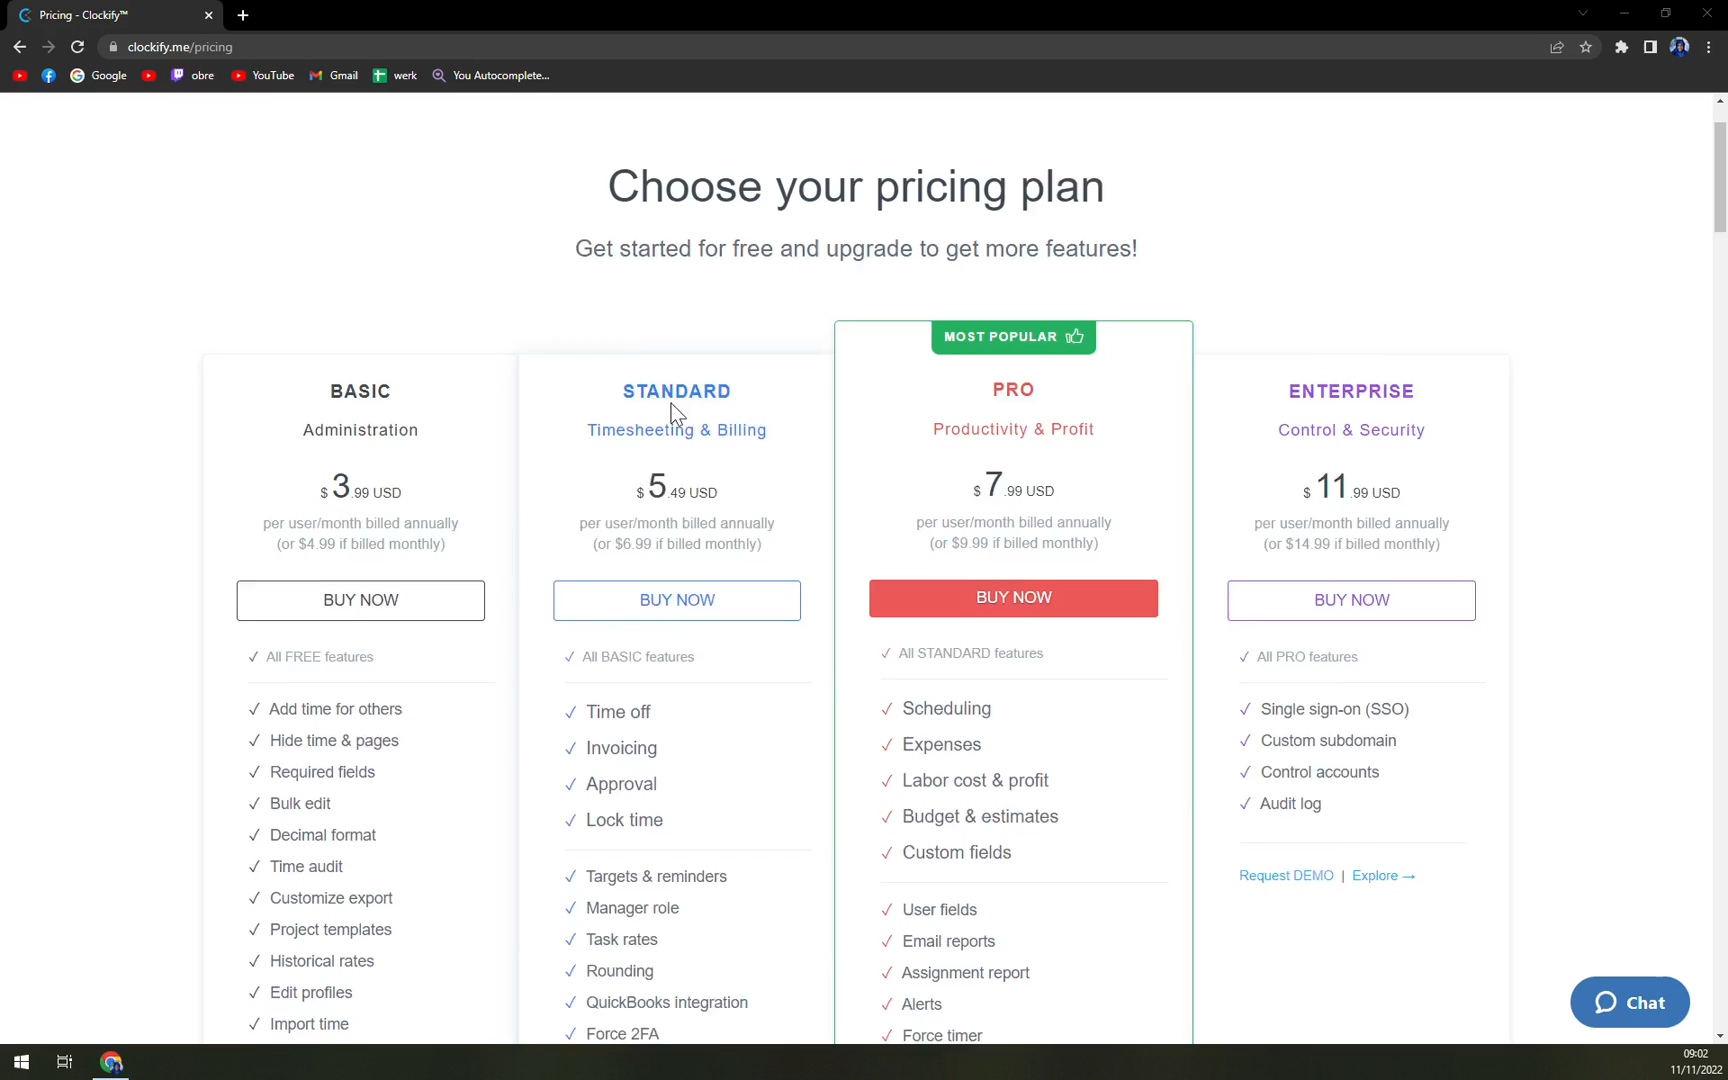 Pricing - Clockify™
clockify.me/pricing
Google
obre
YouTube
Gmail
werk
You Autocomplete...
Choose your pricing plan
Get started for free and upgrade to get more features!
BASIC
Administration
$ 3.99 USD
per user/month billed annually
(or $4.99 if billed monthly)
BUY NOW
✓ All FREE features
✓ Add time for others
✓ Hide time & pages
✓ Required fields
✓ Bulk edit
✓ Decimal format
✓ Time audit
✓ Customize export
✓ Project templates
✓ Historical rates
✓ Edit profiles
✓ Import time
STANDARD
Timesheeting & Billing
$ 5.49 USD
per user/month billed annually
(or $6.99 if billed monthly)
BUY NOW
✓ All BASIC features
✓ Time off
✓ Invoicing
✓ Approval
✓ Lock time
✓ Targets & reminders
✓ Manager role
✓ Task rates
✓ Rounding
✓ QuickBooks integration
✓ Force 2FA
MOST POPULAR
PRO
Productivity & Profit
$ 7.99 USD
per user/month billed annually
(or $9.99 if billed monthly)
BUY NOW
✓ All STANDARD features
✓ Scheduling
✓ Expenses
✓ Labor cost & profit
✓ Budget & estimates
✓ Custom fields
✓ User fields
✓ Email reports
✓ Assignment report
✓ Alerts
✓ Force timer
ENTERPRISE
Control & Security
$ 11.99 USD
per user/month billed annually
(or $14.99 if billed monthly)
BUY NOW
✓ All PRO features
✓ Single sign-on (SSO)
✓ Custom subdomain
✓ Control accounts
✓ Audit log
Request DEMO | Explore →
Chat
09:02
11/11/2022